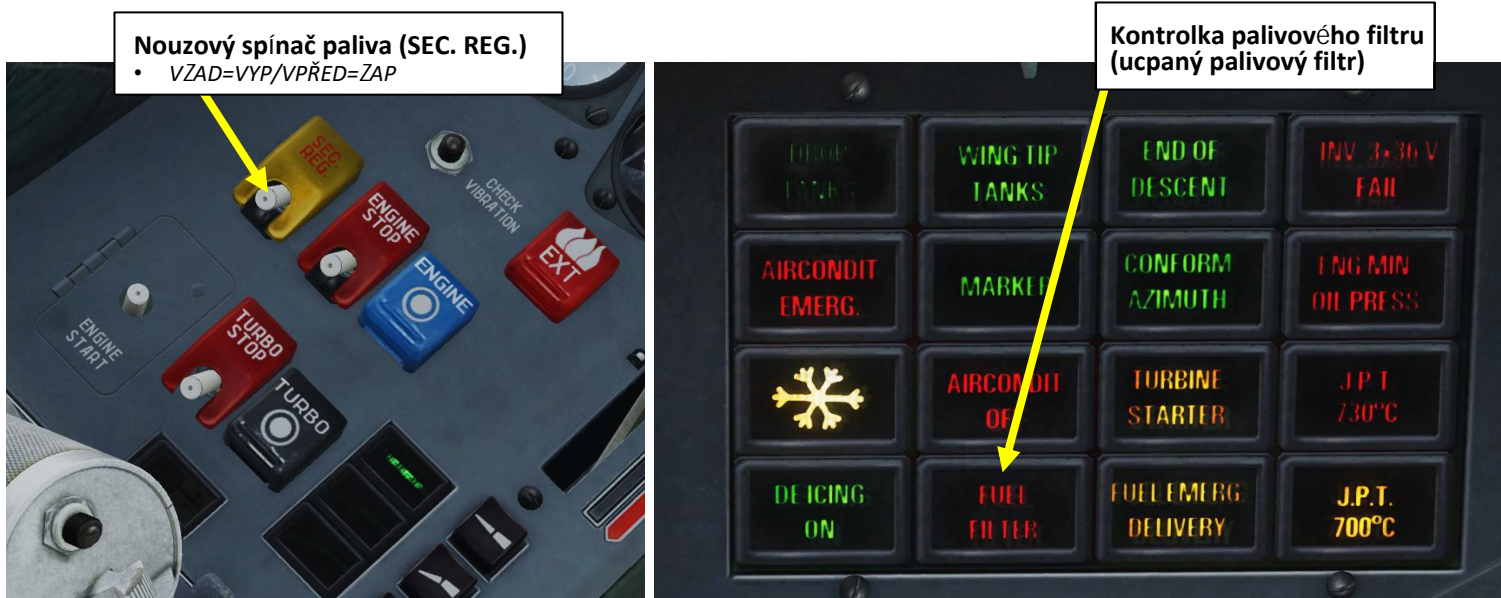 Nouzový spínač paliva (SEC. REG.)
• VZAD=VYP/VPŘED=ZAP
SEC.
REG.
CHECK
VIBRATION
ENGINE
STOP
EXT
ENGINE
ENGINE
START
TURBO
STOP
TURBO
Kontrolka palivového filtru
(ucpaný palivový filtr)
DROP
TANKS
WING TIP
TANKS
END OF
DESCENT
INV. 3×36 V
FAIL
AIRCONDIT
EMERG.
MARKER
CONFORM
AZIMUTH
ENG MIN
OIL PRESS
AIRCONDIT
TURBINE
STARTER
J.P.T.
730°C
DE-ICING
ON
FUEL
FILTER
FUEL EMERG.
DELIVERY
J.P.T.
700°C